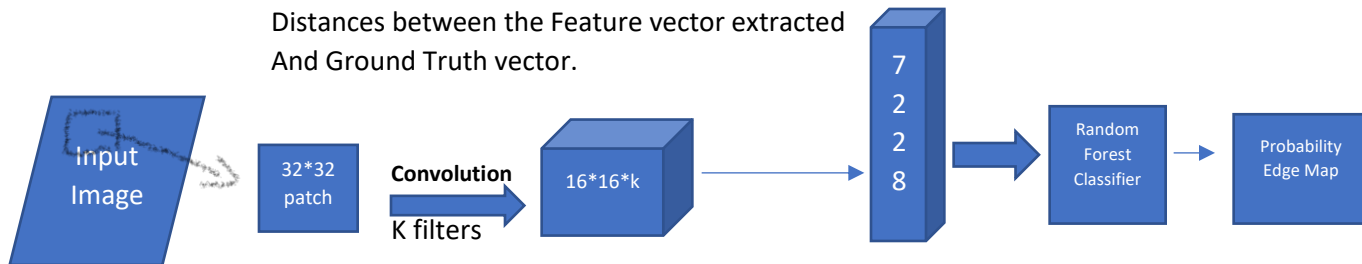 Distances between the Feature vector extracted
And Ground Truth vector.
Input
Image
32*32
patch
Convolution
K filters
16*16*k
7
2
2
8
Random
Forest
Classifier
Probability
Edge Map